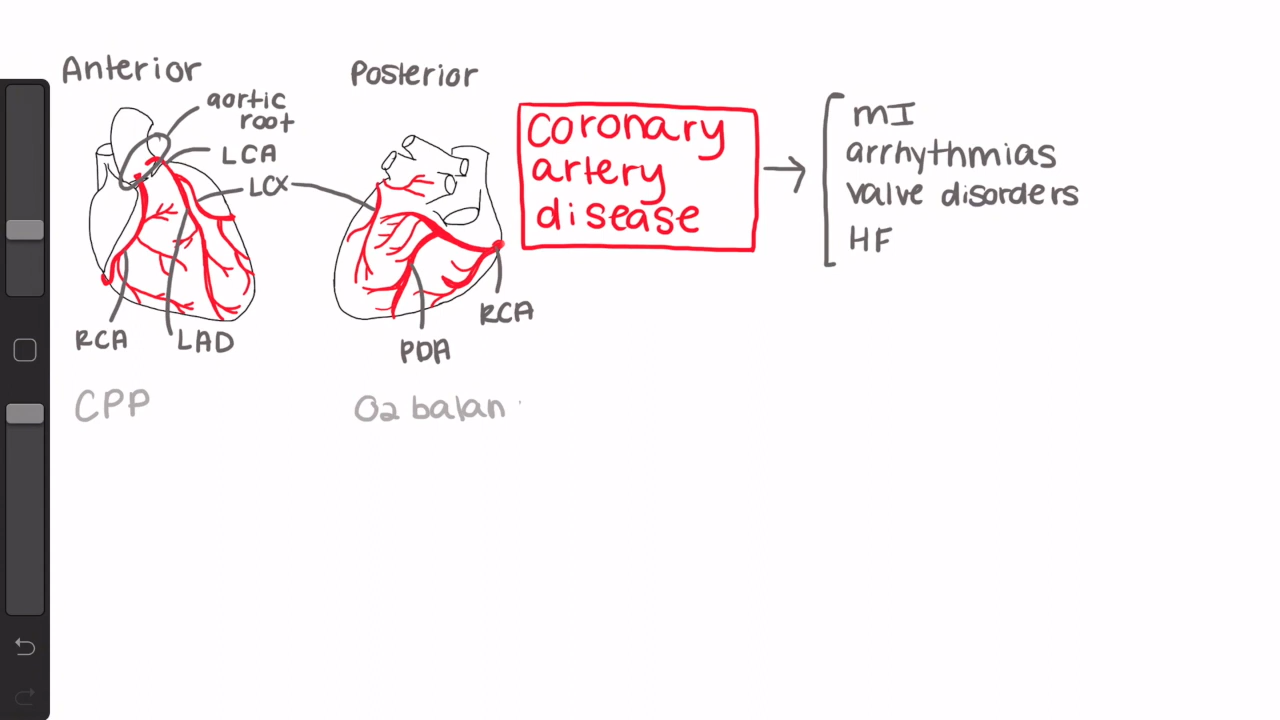 Anterior
Posterior
aortic
root
LCA
LCX
RCA
LAD
PDA
RCA
coronary
artery
disease
MI
arrhythmias
valve disorders
HF
CPP
O2 balan